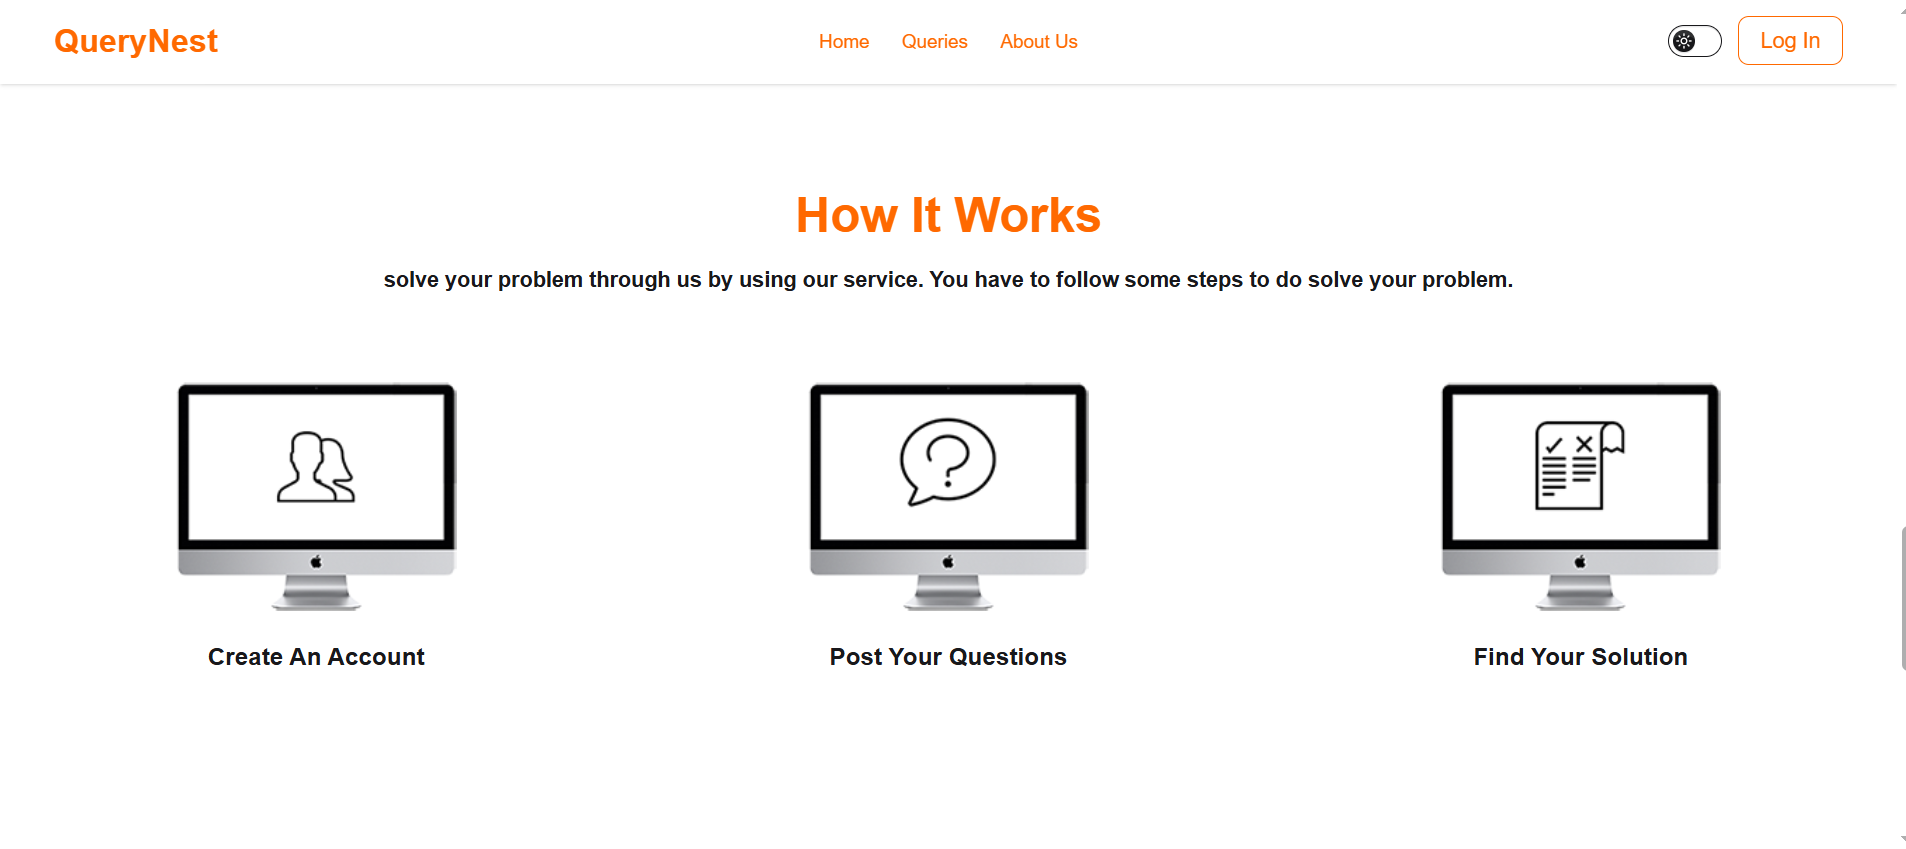 QueryNest
Home Queries About Us
Log In
How It Works
solve your problem through us by using our service. You have to follow some steps to do solve your problem.
Create An Account
Post Your Questions
Find Your Solution